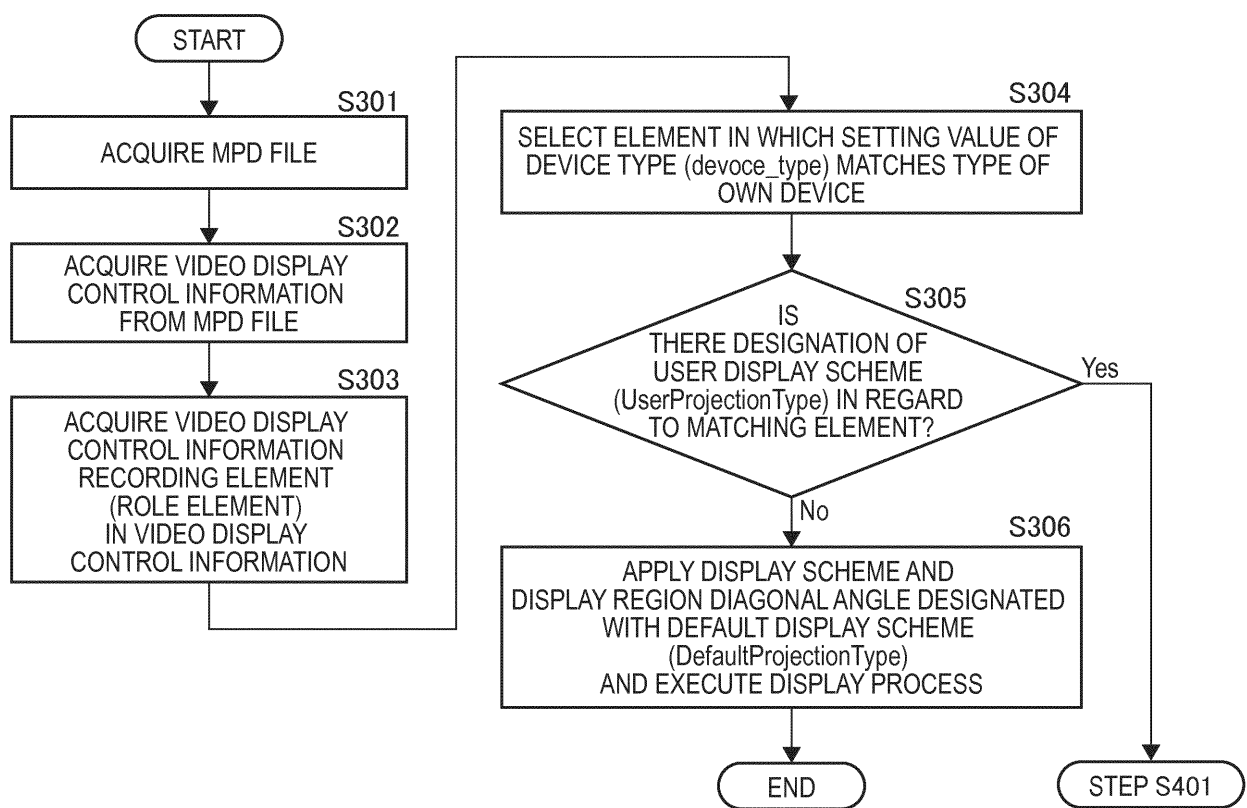 START
S301
ACQUIRE MPD FILE
S302
ACQUIRE VIDEO DISPLAY
CONTROL INFORMATION
FROM MPD FILE
S303
ACQUIRE VIDEO DISPLAY
CONTROL INFORMATION
RECORDING ELEMENT
(ROLE ELEMENT)
IN VIDEO DISPLAY
CONTROL INFORMATION
S304
SELECT ELEMENT IN WHICH SETTING VALUE OF
DEVICE TYPE (devoce_type) MATCHES TYPE OF
OWN DEVICE
S305
IS
THERE DESIGNATION OF
USER DISPLAY SCHEME
(UserProjectionType) IN REGARD
TO MATCHING ELEMENT?
Yes
No
S306
APPLY DISPLAY SCHEME AND
DISPLAY REGION DIAGONAL ANGLE DESIGNATED
WITH DEFAULT DISPLAY SCHEME
(DefaultProjectionType)
AND EXECUTE DISPLAY PROCESS
END
STEP S401